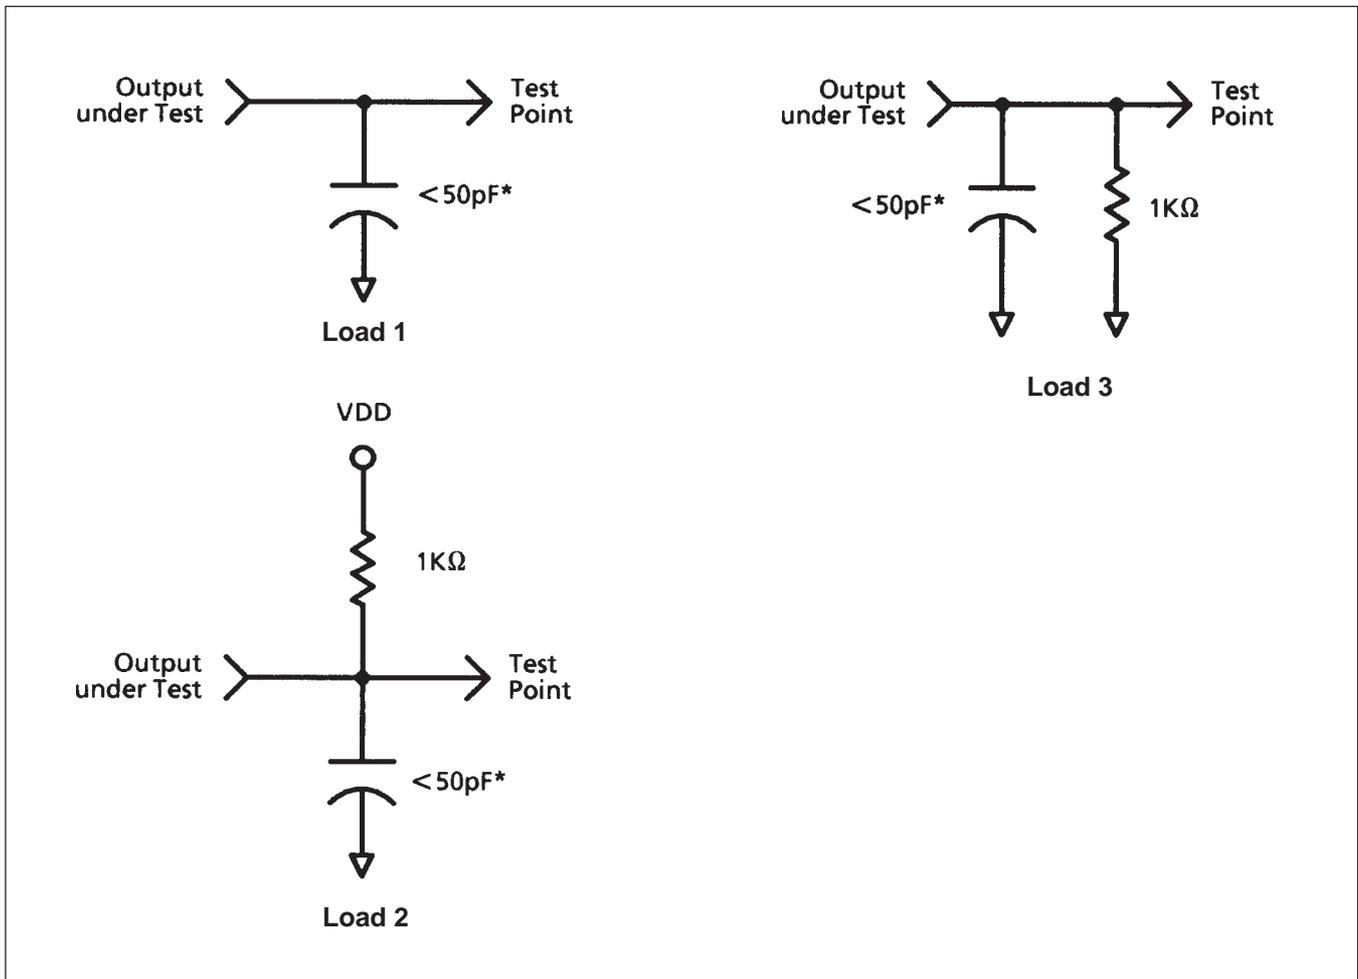 Output
under Test
Test
Point
<50pF*
Load 1
Output
under Test
Test
Point
<50pF*
1KΩ
Load 3
VDD
1KΩ
Output
under Test
Test
Point
<50pF*
Load 2